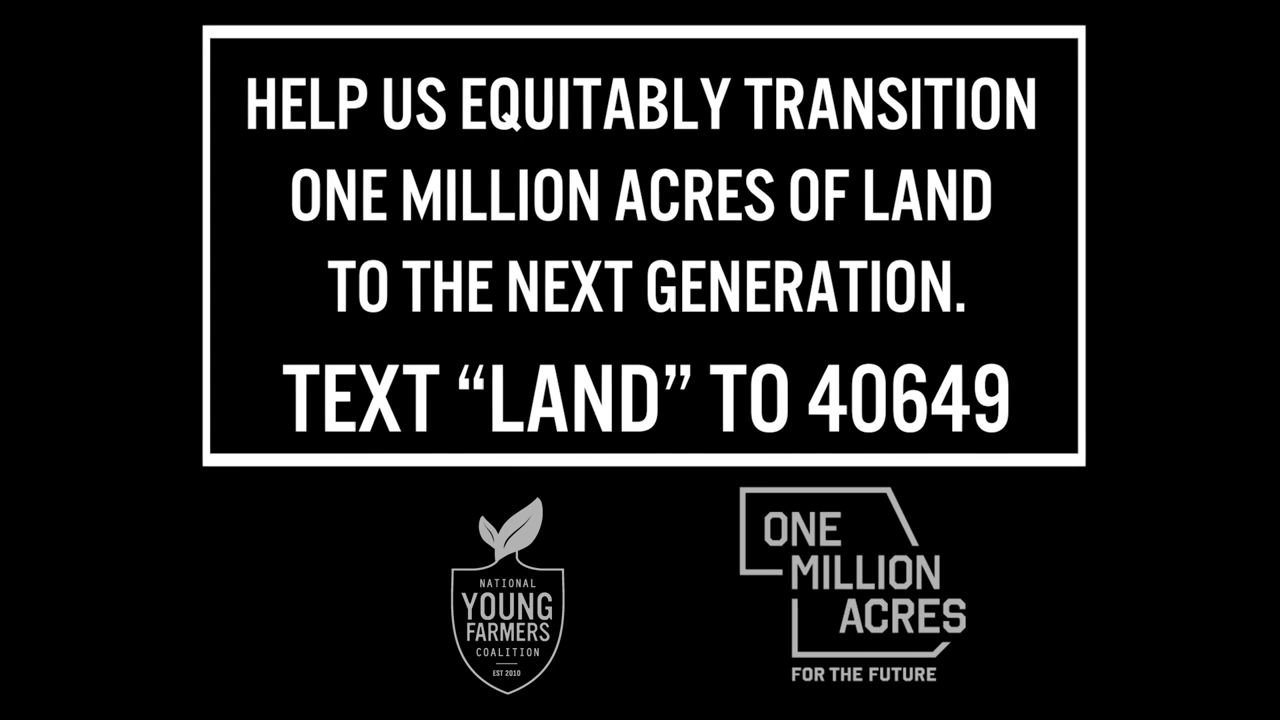 HELP US EQUITABLY TRANSITION
ONE MILLION ACRES OF LAND
TO THE NEXT GENERATION.
TEXT “LAND” TO 40649
NATIONAL
YOUNG
FARMERS
COALITION
EST 2010
ONE
MILLION
ACRES
FOR THE FUTURE